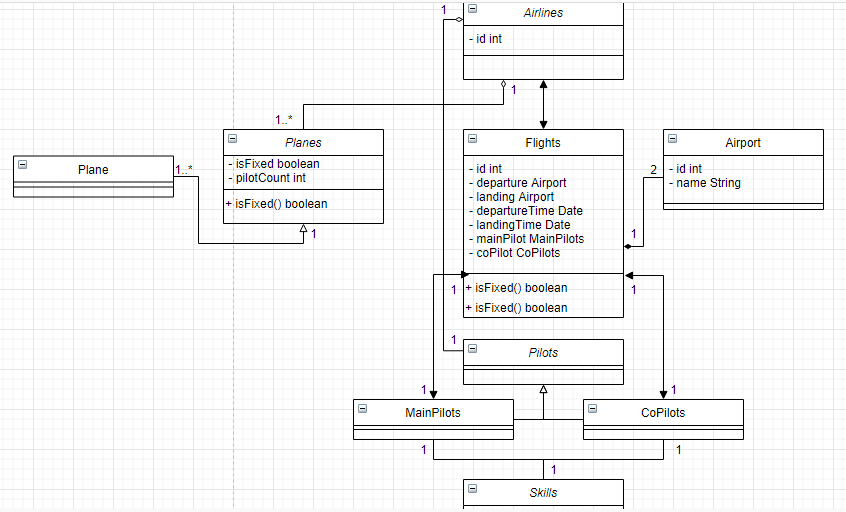 1
Airlines
- id int
1
1..*
Planes
- isFixed boolean
- pilotCount int
+ isFixed() boolean
1
Plane
1..*
Flights
- id int
- departure Airport
- landing Airport
- departureTime Date
- landingTime Date
- mainPilot MainPilots
- coPilot CoPilots
+ isFixed() boolean
+ isFixed() boolean
Airport
- id int
- name String
2
1
1
1
1
Pilots
1
1
MainPilots
CoPilots
1
1
1
Skills